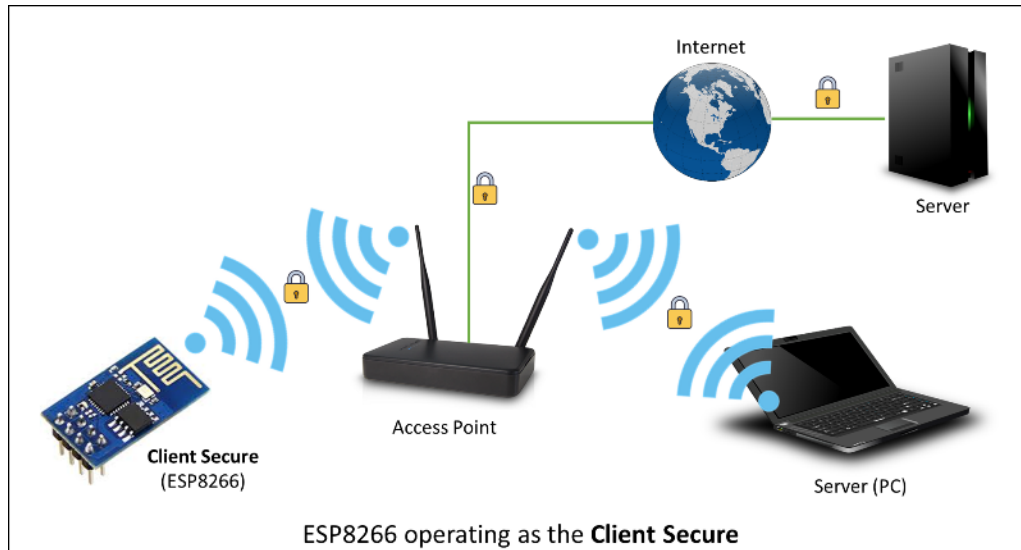 Internet
Server
Access Point
Client Secure
(ESP8266)
Server (PC)
ESP8266 operating as the Client Secure